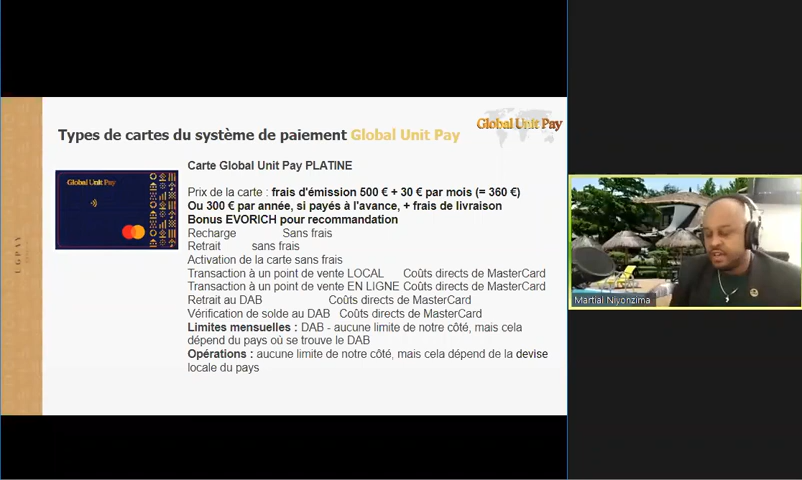 Types de cartes du système de paiement Global Unit Pay
Global Unit Pay
Carte Global Unit Pay PLATINE
Global Unit Pay
Prix de la carte : frais d'émission 500 € + 30 € par mois (= 360 €)
Ou 300 € par année, si payés à l'avance, + frais de livraison
Bonus EVORICH pour recommandation
Recharge Sans frais
Retrait sans frais
Activation de la carte sans frais
Transaction à un point de vente LOCAL Coûts directs de MasterCard
Transaction à un point de vente EN LIGNE Coûts directs de MasterCard
Retrait au DAB Coûts directs de MasterCard
Vérification de solde au DAB Coûts directs de MasterCard
Limites mensuelles : DAB - aucune limite de notre côté, mais cela
dépend du pays où se trouve le DAB
Opérations : aucune limite de notre côté, mais cela dépend de la devise
locale du pays
UGPAY
Martial Niyonzima